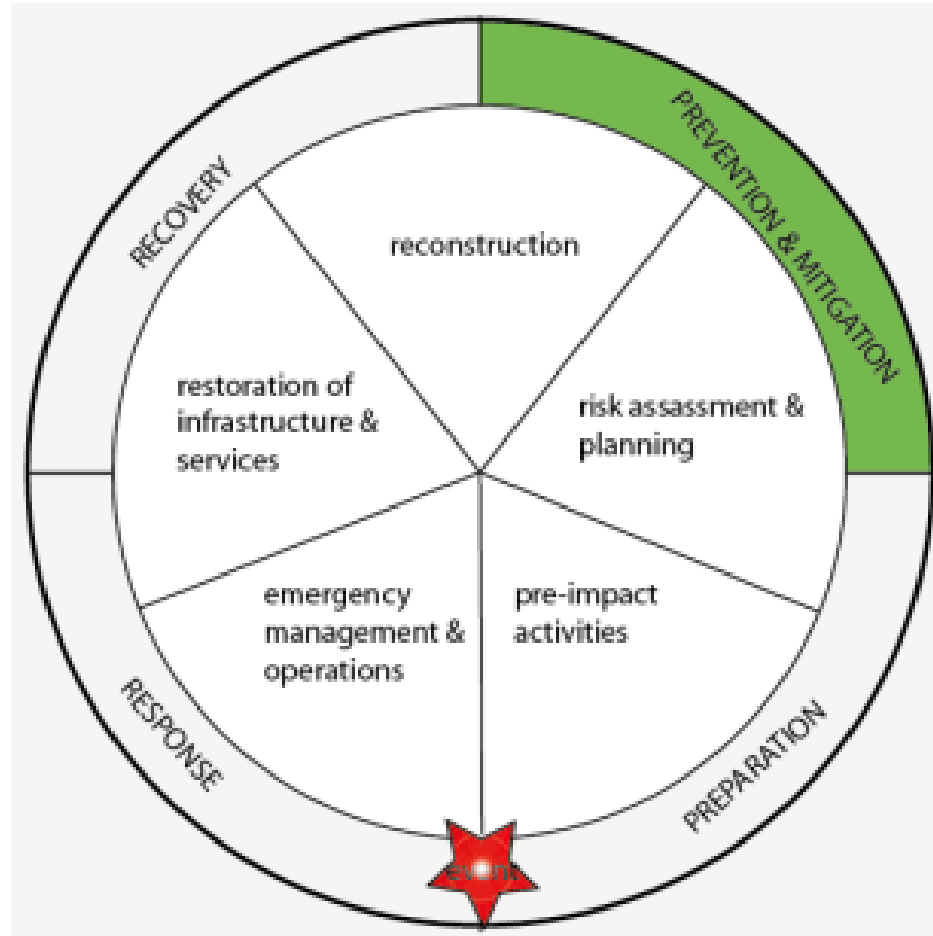 PREVENTION & MITIGATION
RECOVERY
reconstruction
restoration of
infrastructure &
services
risk assassment &
planning
emergency
management &
operations
pre-impact
activities
RESPONSE
PREPARATION
event